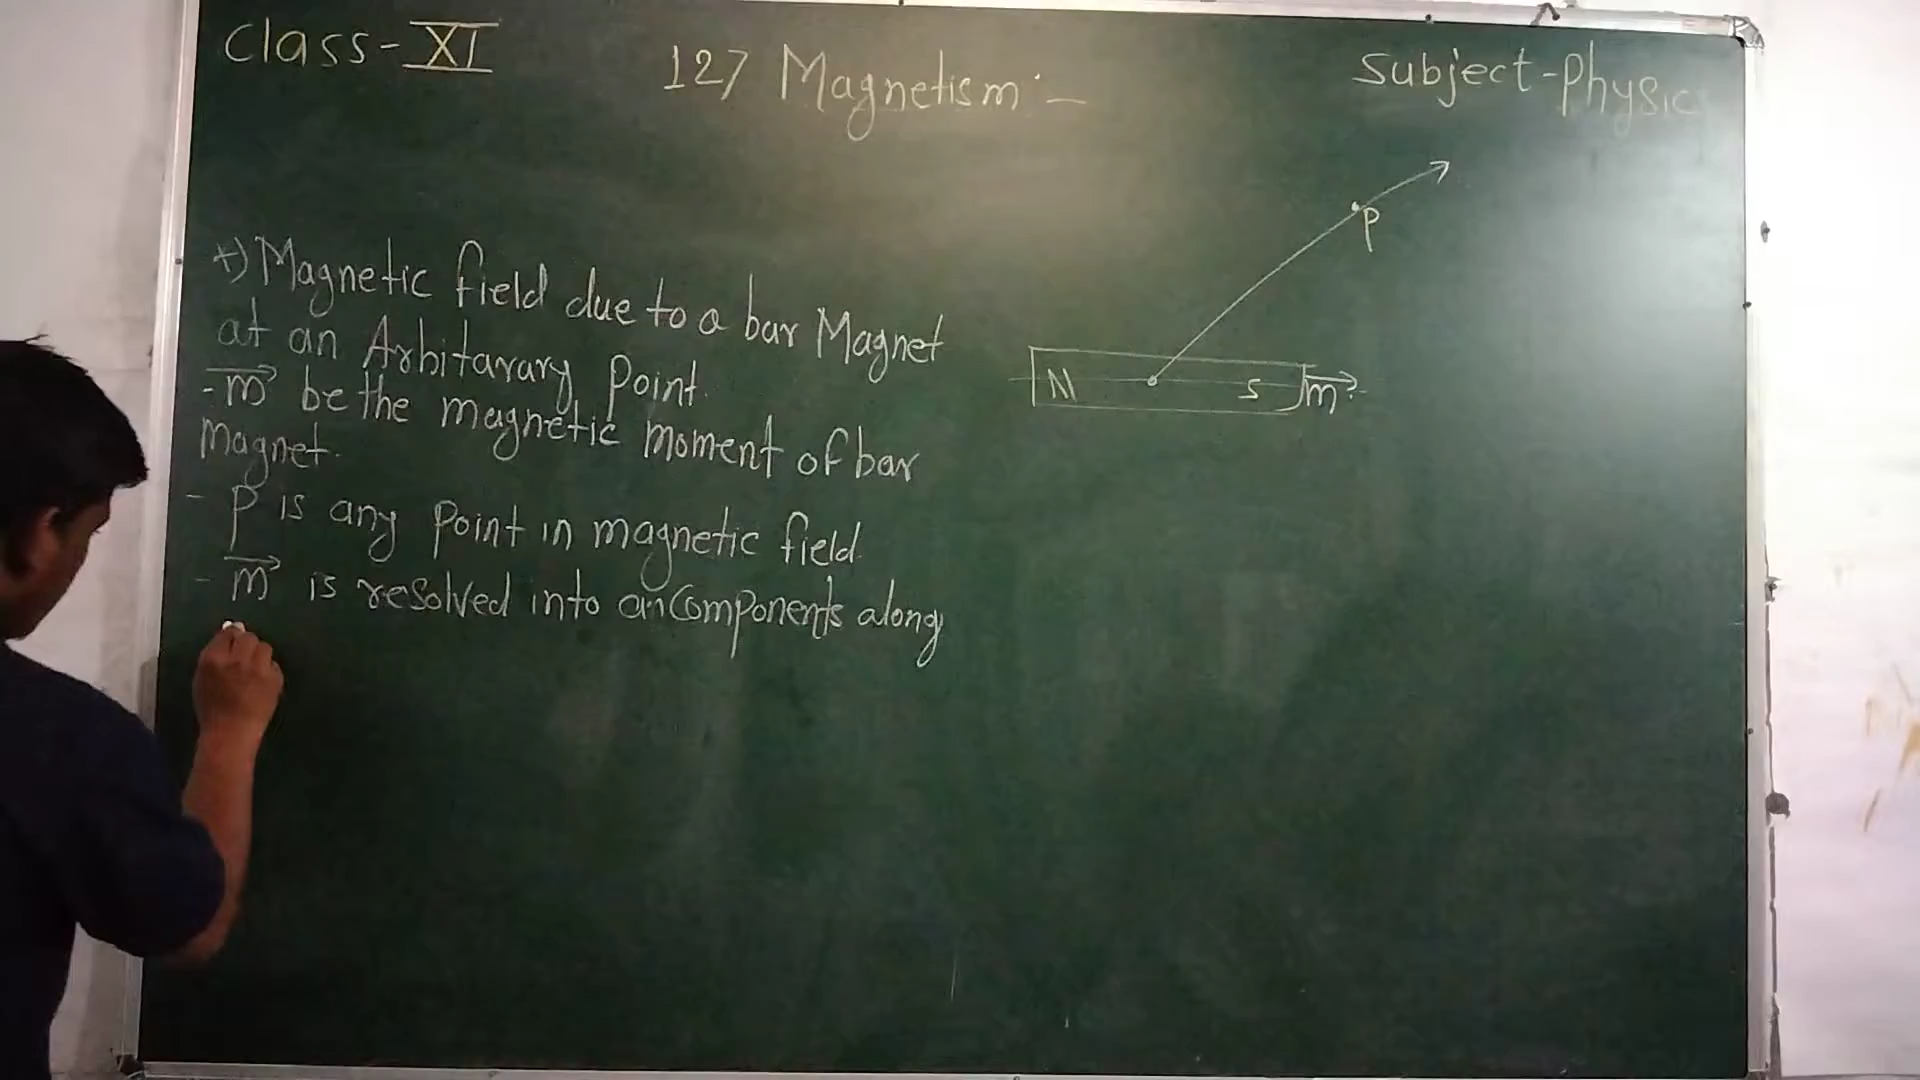 Class-XI
127 Magnetism:-
Subject-Physic
*) Magnetic field due to a bar Magnet
at an Arbitarary Point.
- m be the magnetic moment of bar
Magnet.
- P is any Point in magnetic field.
- m is resolved into components along
P
N
S
m